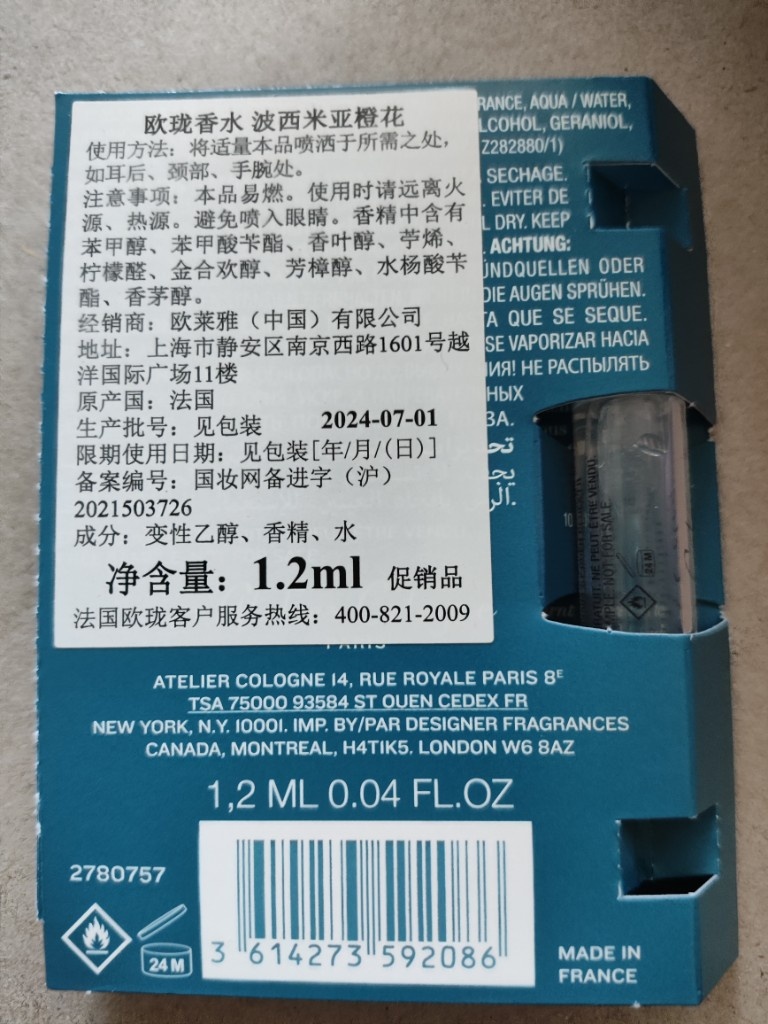 欧珑香水 波西米亚橙花
使用方法：将适量本品喷洒于所需之处，
如耳后、颈部、手腕处。
注意事项：本品易燃。使用时请远离火
源、热源。避免喷入眼睛。香精中含有
苯甲醇、苯甲酸苄酯、香叶醇、苧烯、
柠檬醛、金合欢醇、芳樟醇、水杨酸苄
酯、香茅醇。
经销商：欧莱雅（中国）有限公司
地址：上海市静安区南京西路1601号越
洋国际广场11楼
原产国：法国
生产批号：见包装 2024-07-01
限期使用日期：见包装[年/月/(日)]
备案编号：国妆网备进字（沪）
2021503726
成分：变性乙醇、香精、水
净含量：1.2ml 促销品
法国欧珑客户服务热线：400-821-2009
RANCE, AQUA / WATER,
LCOHOL, GERANIOL,
Z282880/1)
SECHAGE.
. EVITER DE
L DRY. KEEP
ACHTUNG:
ÜNDQUELLEN ODER
DIE AUGEN SPRÜHEN.
TA QUE SE SEQUE.
SE VAPORIZAR HACIA
ИЯ! НЕ РАСПЫЛЯТЬ
НЫХ
ЗА.
NE PEUT ÊTRE VENDU
NOT FOR SALE
24 M
PARIS
ATELIER COLOGNE 14, RUE ROYALE PARIS 8E
TSA 75000 93584 ST OUEN CEDEX FR
NEW YORK, N.Y. 10001. IMP. BY/PAR DESIGNER FRAGRANCES
CANADA, MONTREAL, H4T1K5. LONDON W6 8AZ
1,2 ML 0.04 FL.OZ
2780757
24 M
3 614273 592086
MADE IN
FRANCE